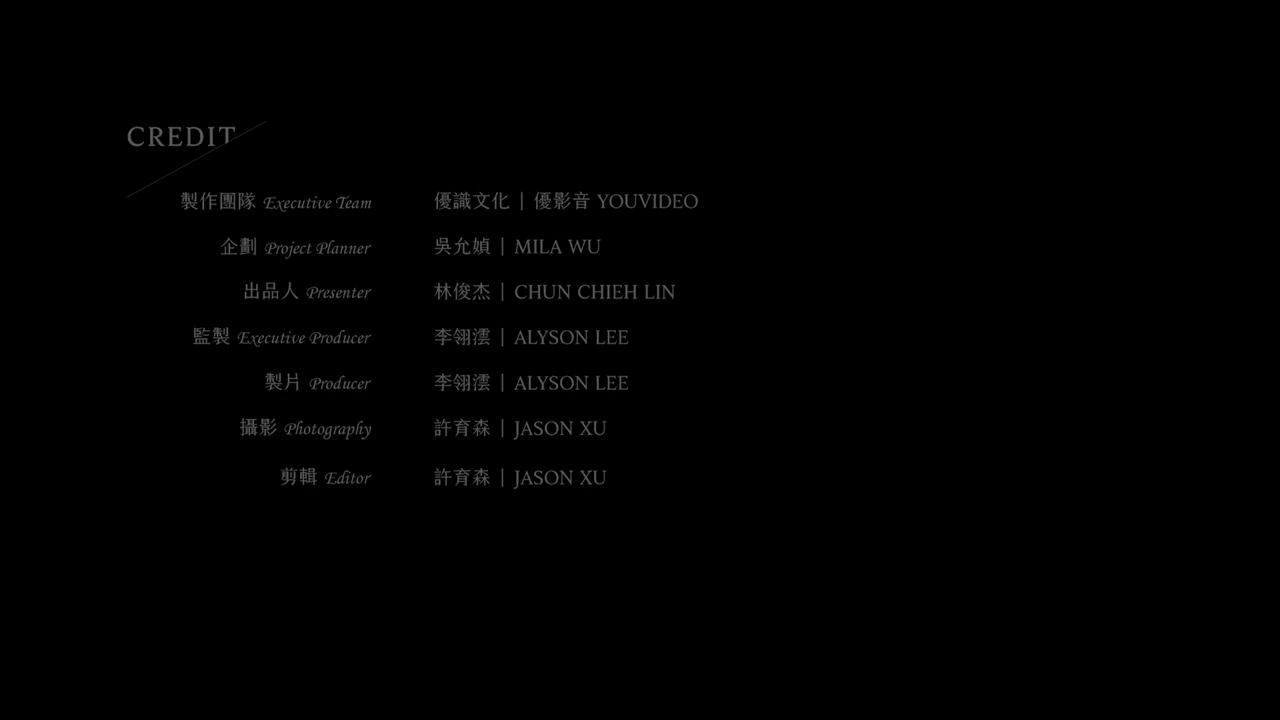 CREDIT
製作團隊 Executive Team 優識文化 | 優影音 YOUVIDEO
企劃 Project Planner 吳允媜 | MILA WU
出品人 Presenter 林俊杰 | CHUN CHIEH LIN
監製 Executive Producer 李翎澐 | ALYSON LEE
製片 Producer 李翎澐 | ALYSON LEE
攝影 Photography 許育森 | JASON XU
剪輯 Editor 許育森 | JASON XU